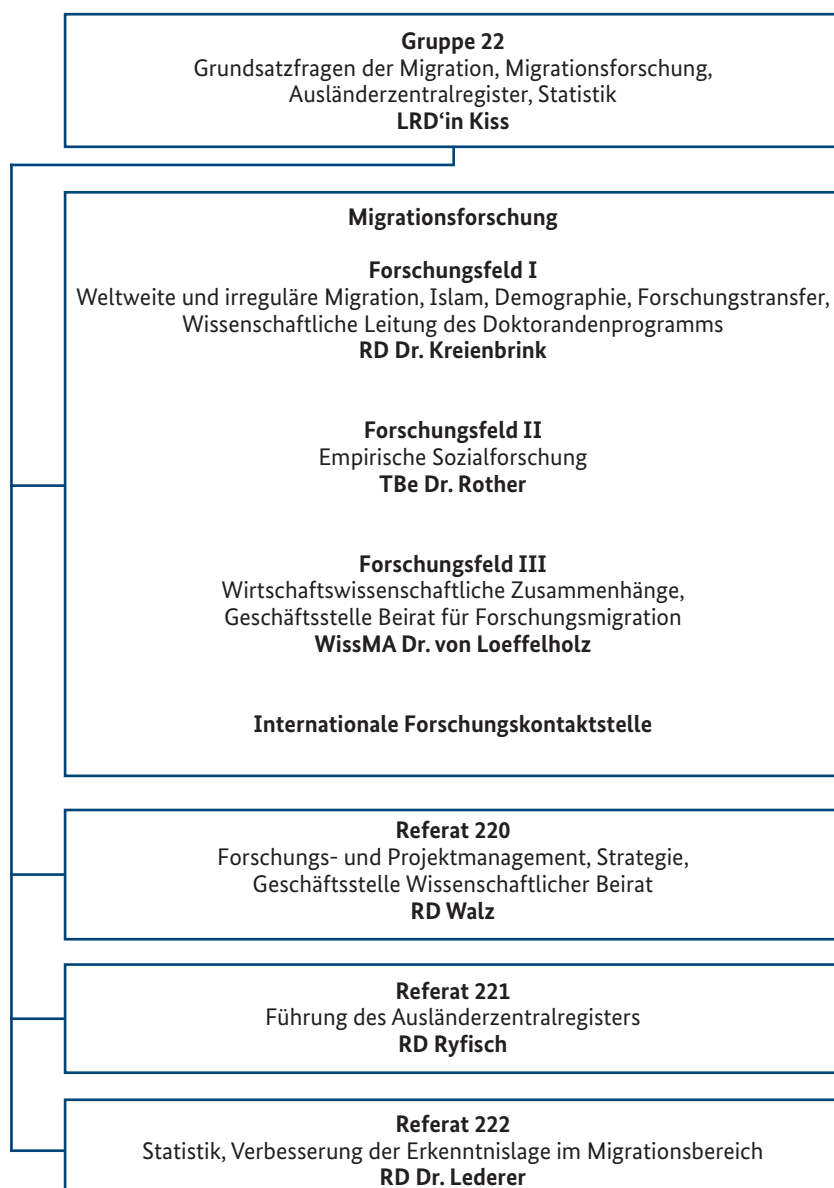 Gruppe 22
Grundsatzfragen der Migration, Migrationsforschung,
Ausländerzentralregister, Statistik
LRD‘in Kiss
Migrationsforschung
Forschungsfeld I
Weltweite und irreguläre Migration, Islam, Demographie, Forschungstransfer,
Wissenschaftliche Leitung des Doktorandenprogramms
RD Dr. Kreienbrink
Forschungsfeld II
Empirische Sozialforschung
TBe Dr. Rother
Forschungsfeld III
Wirtschaftswissenschaftliche Zusammenhänge,
Geschäftsstelle Beirat für Forschungsmigration
WissMA Dr. von Loeffelholz
Internationale Forschungskontaktstelle
Referat 220
Forschungs- und Projektmanagement, Strategie,
Geschäftsstelle Wissenschaftlicher Beirat
RD Walz
Referat 221
Führung des Ausländerzentralregisters
RD Ryfisch
Referat 222
Statistik, Verbesserung der Erkenntnislage im Migrationsbereich
RD Dr. Lederer